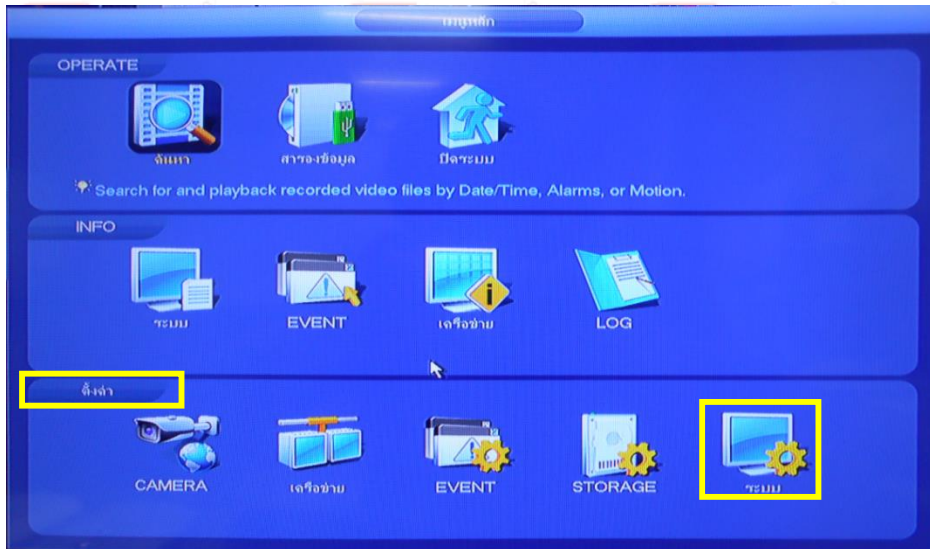 เมนูหลัก
OPERATE
ค้นหา
สารองข้อมูล
ปิดระบบ
Search for and playback recorded video files by Date/Time, Alarms, or Motion.
INFO
ระบบ
EVENT
เครือข่าย
LOG
ตั้งค่า
CAMERA
เครือข่าย
EVENT
STORAGE
ระบบ